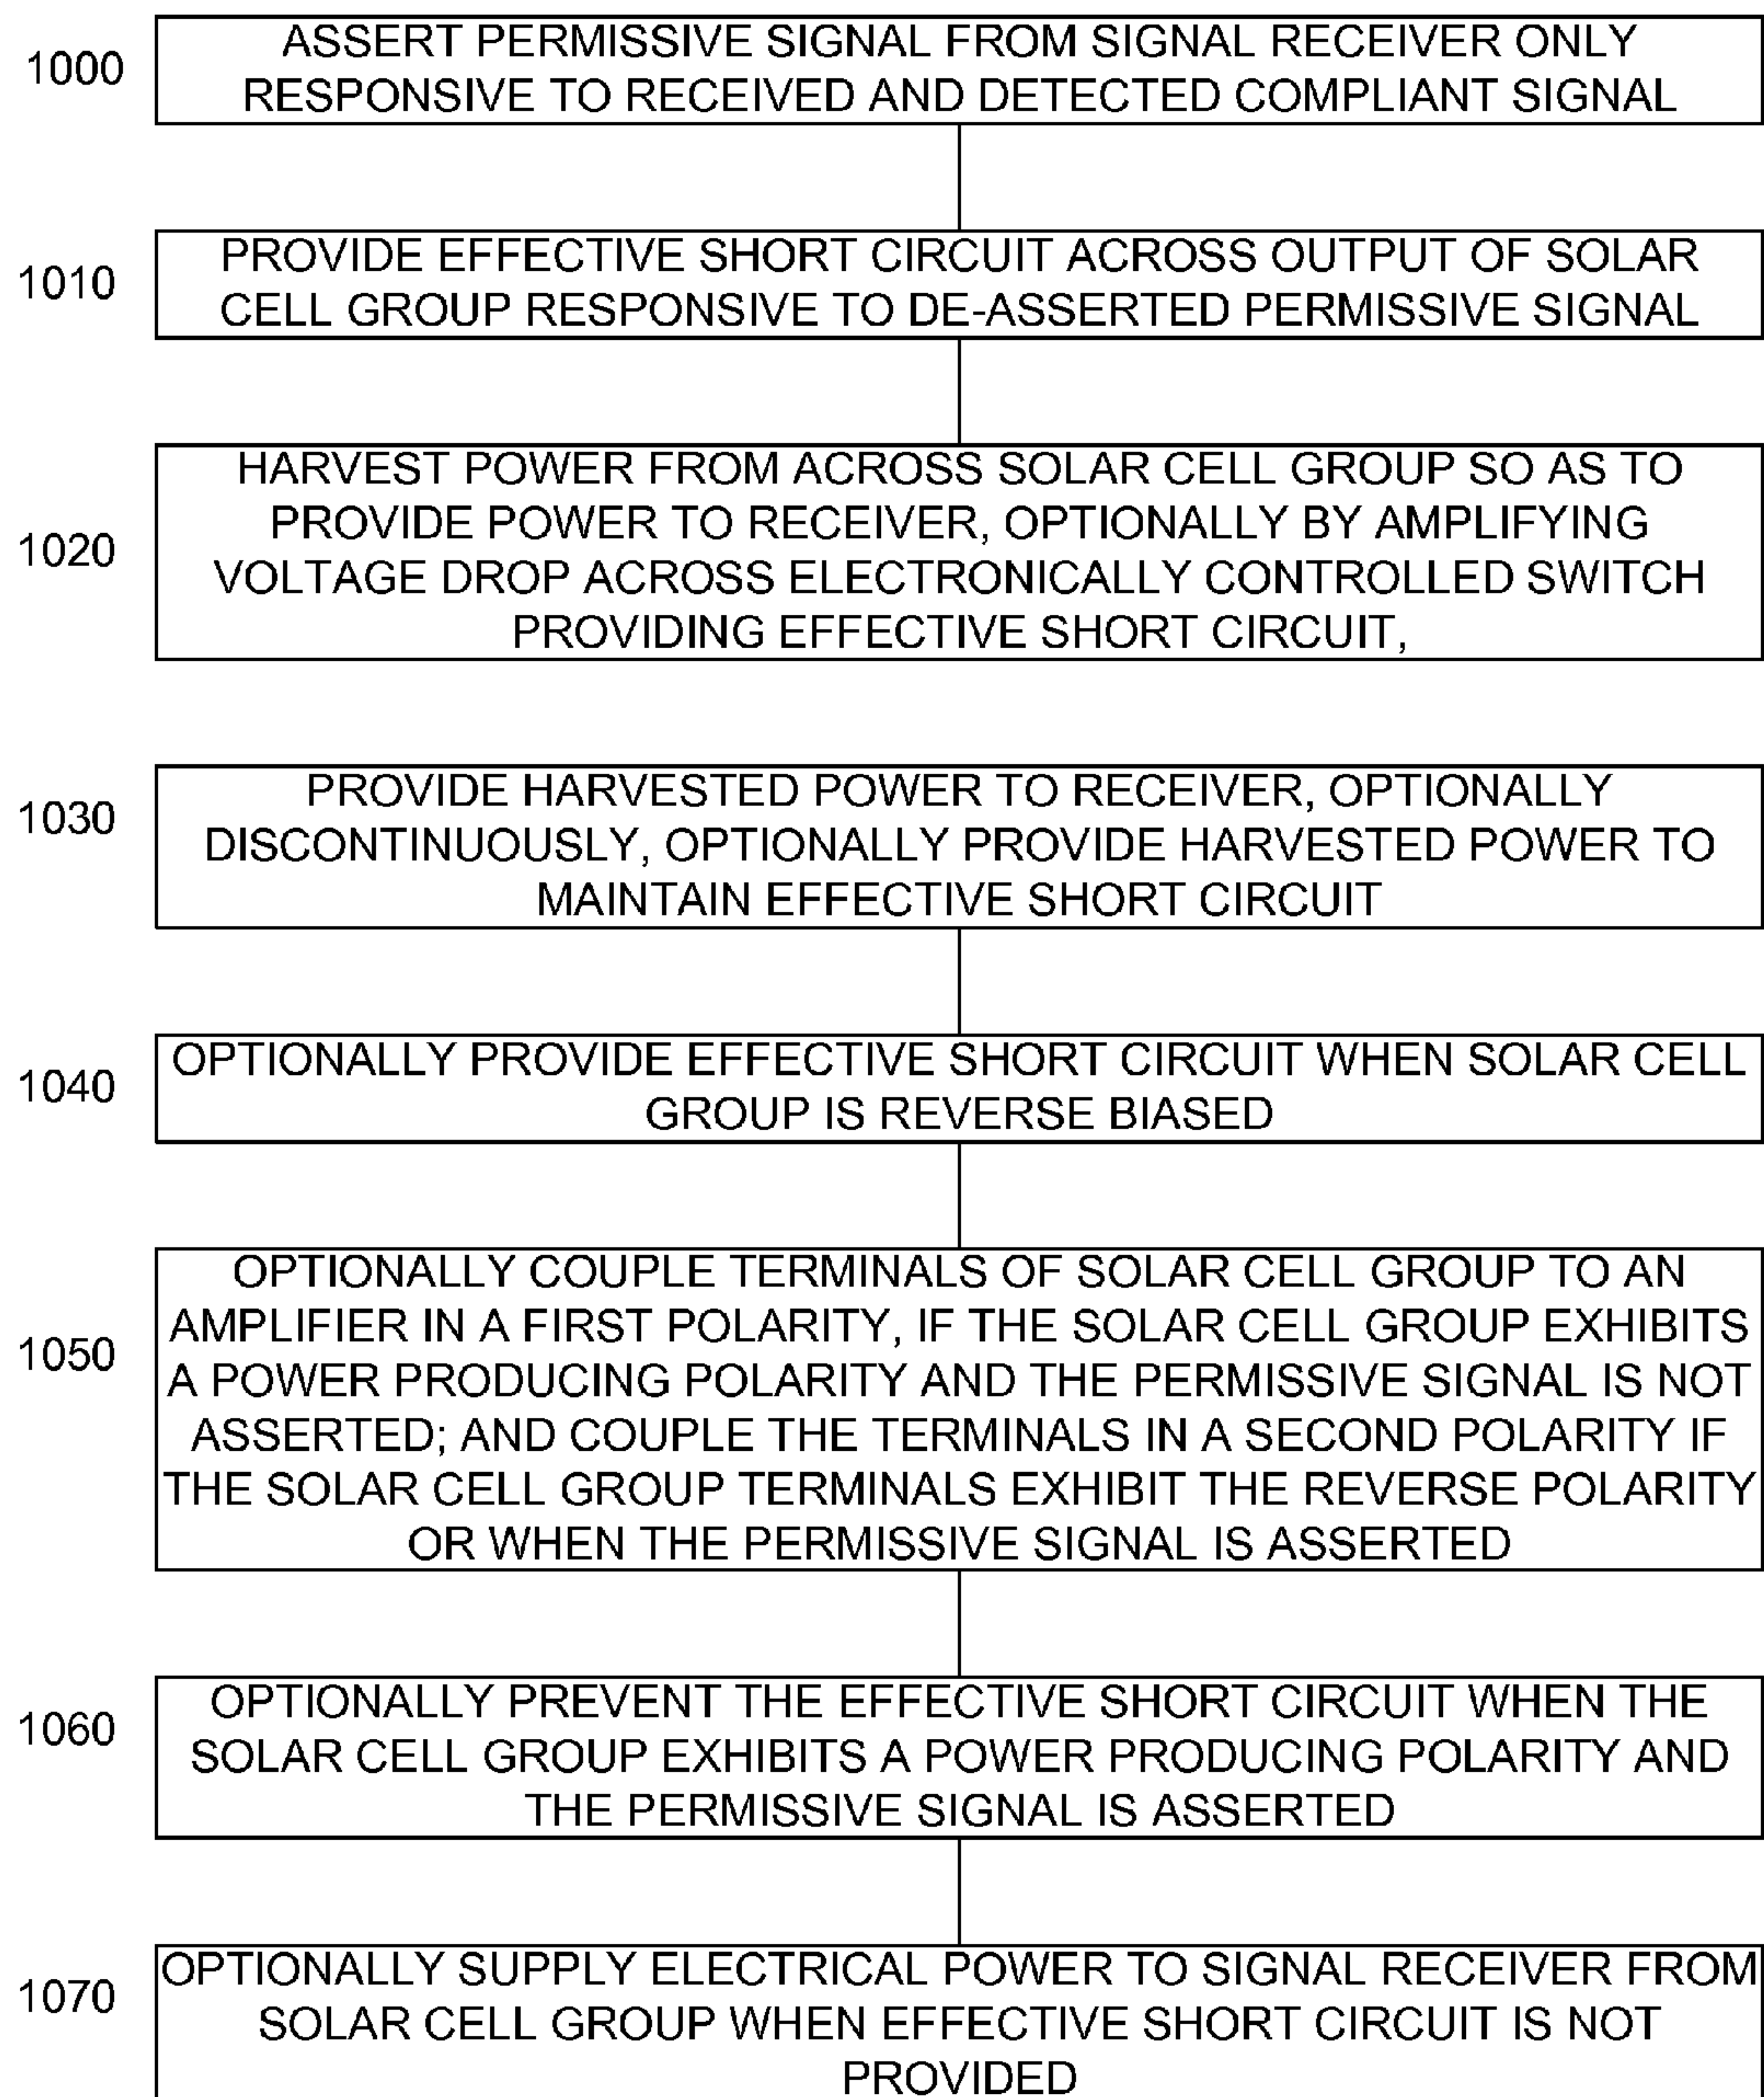 1000
ASSERT PERMISSIVE SIGNAL FROM SIGNAL RECEIVER ONLY
RESPONSIVE TO RECEIVED AND DETECTED COMPLIANT SIGNAL
1010
PROVIDE EFFECTIVE SHORT CIRCUIT ACROSS OUTPUT OF SOLAR
CELL GROUP RESPONSIVE TO DE-ASSERTED PERMISSIVE SIGNAL
1020
HARVEST POWER FROM ACROSS SOLAR CELL GROUP SO AS TO
PROVIDE POWER TO RECEIVER, OPTIONALLY BY AMPLIFYING
VOLTAGE DROP ACROSS ELECTRONICALLY CONTROLLED SWITCH
PROVIDING EFFECTIVE SHORT CIRCUIT,
1030
PROVIDE HARVESTED POWER TO RECEIVER, OPTIONALLY
DISCONTINUOUSLY, OPTIONALLY PROVIDE HARVESTED POWER TO
MAINTAIN EFFECTIVE SHORT CIRCUIT
1040
OPTIONALLY PROVIDE EFFECTIVE SHORT CIRCUIT WHEN SOLAR CELL
GROUP IS REVERSE BIASED
1050
OPTIONALLY COUPLE TERMINALS OF SOLAR CELL GROUP TO AN
AMPLIFIER IN A FIRST POLARITY, IF THE SOLAR CELL GROUP EXHIBITS
A POWER PRODUCING POLARITY AND THE PERMISSIVE SIGNAL IS NOT
ASSERTED; AND COUPLE THE TERMINALS IN A SECOND POLARITY IF
THE SOLAR CELL GROUP TERMINALS EXHIBIT THE REVERSE POLARITY
OR WHEN THE PERMISSIVE SIGNAL IS ASSERTED
1060
OPTIONALLY PREVENT THE EFFECTIVE SHORT CIRCUIT WHEN THE
SOLAR CELL GROUP EXHIBITS A POWER PRODUCING POLARITY AND
THE PERMISSIVE SIGNAL IS ASSERTED
1070
OPTIONALLY SUPPLY ELECTRICAL POWER TO SIGNAL RECEIVER FROM
SOLAR CELL GROUP WHEN EFFECTIVE SHORT CIRCUIT IS NOT
PROVIDED